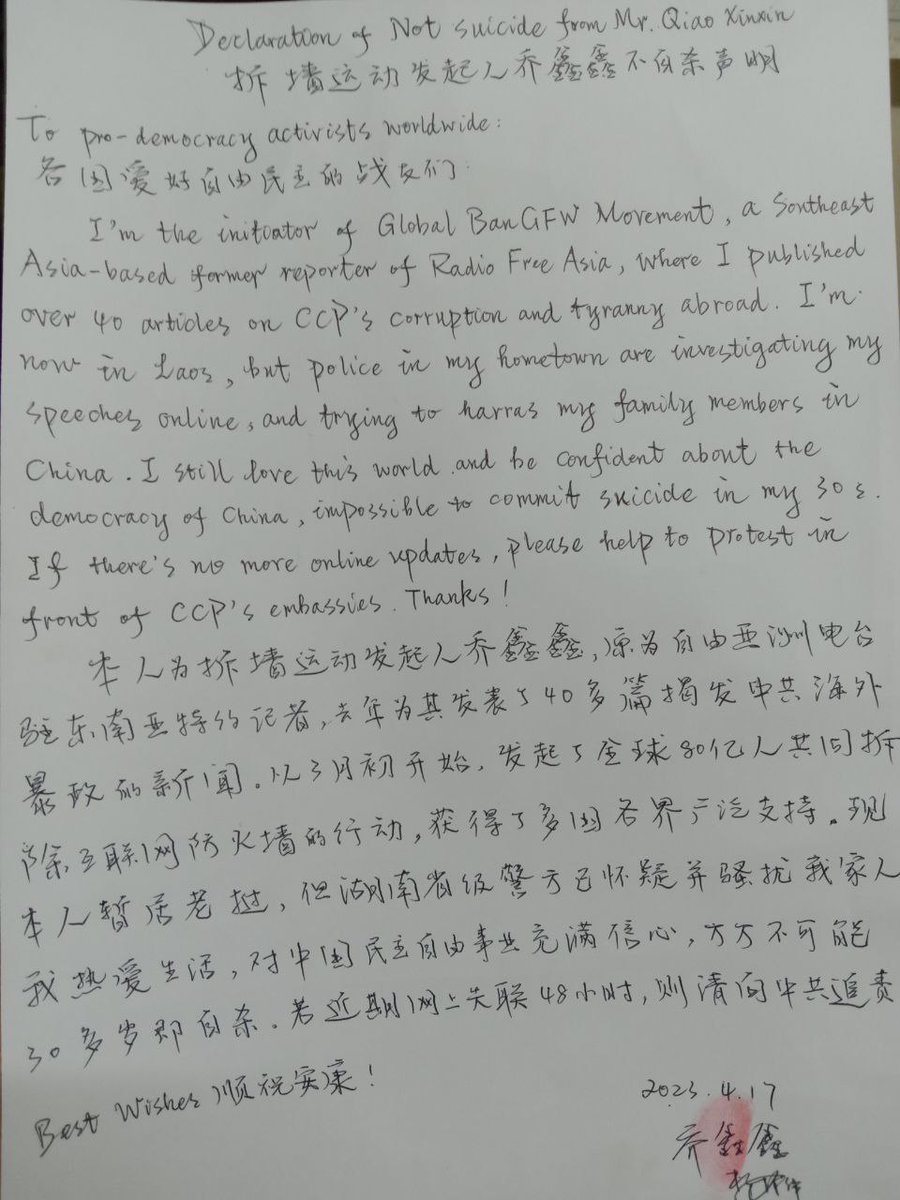 Declaration of Not suicide from Mr. Qiao Xinxin
拆墙运动发起人乔鑫鑫不自杀声明
To pro-democracy activists worldwide:
各国爱好自由民主的战友们:
I'm the initiator of Global BanGFW Movement, a Southeast
Asia-based former reporter of Radio Free Asia, where I published
over 40 articles on CCP's corruption and tyranny abroad. I'm
now in Laos, but police in my hometown are investigating my
speeches online, and trying to harras my family members in
China. I still love this world and be confident about the
democracy of China, impossible to commit suicide in my 30s.
If there's no more online updates, please help to protest in
front of CCP's embassies. Thanks!
本人为拆墙运动发起人乔鑫鑫,原为自由亚洲电台
驻东南亚特约记者,去年为其发表了40多篇揭发中共海外
暴政的新闻。从3月初开始,发起了全球80亿人共同拆
除互联网防火墙的行动,获得了多国各界广泛支持。现
本人暂居老挝,但湖南省级警方已怀疑并骚扰我家人
我热爱生活,对中国民主自由事业充满信心,万万不可能
30多岁即自杀。若近期网上失联48小时,则请向中共追责
Best Wishes 顺祝安康!
2023.4.17
乔鑫鑫